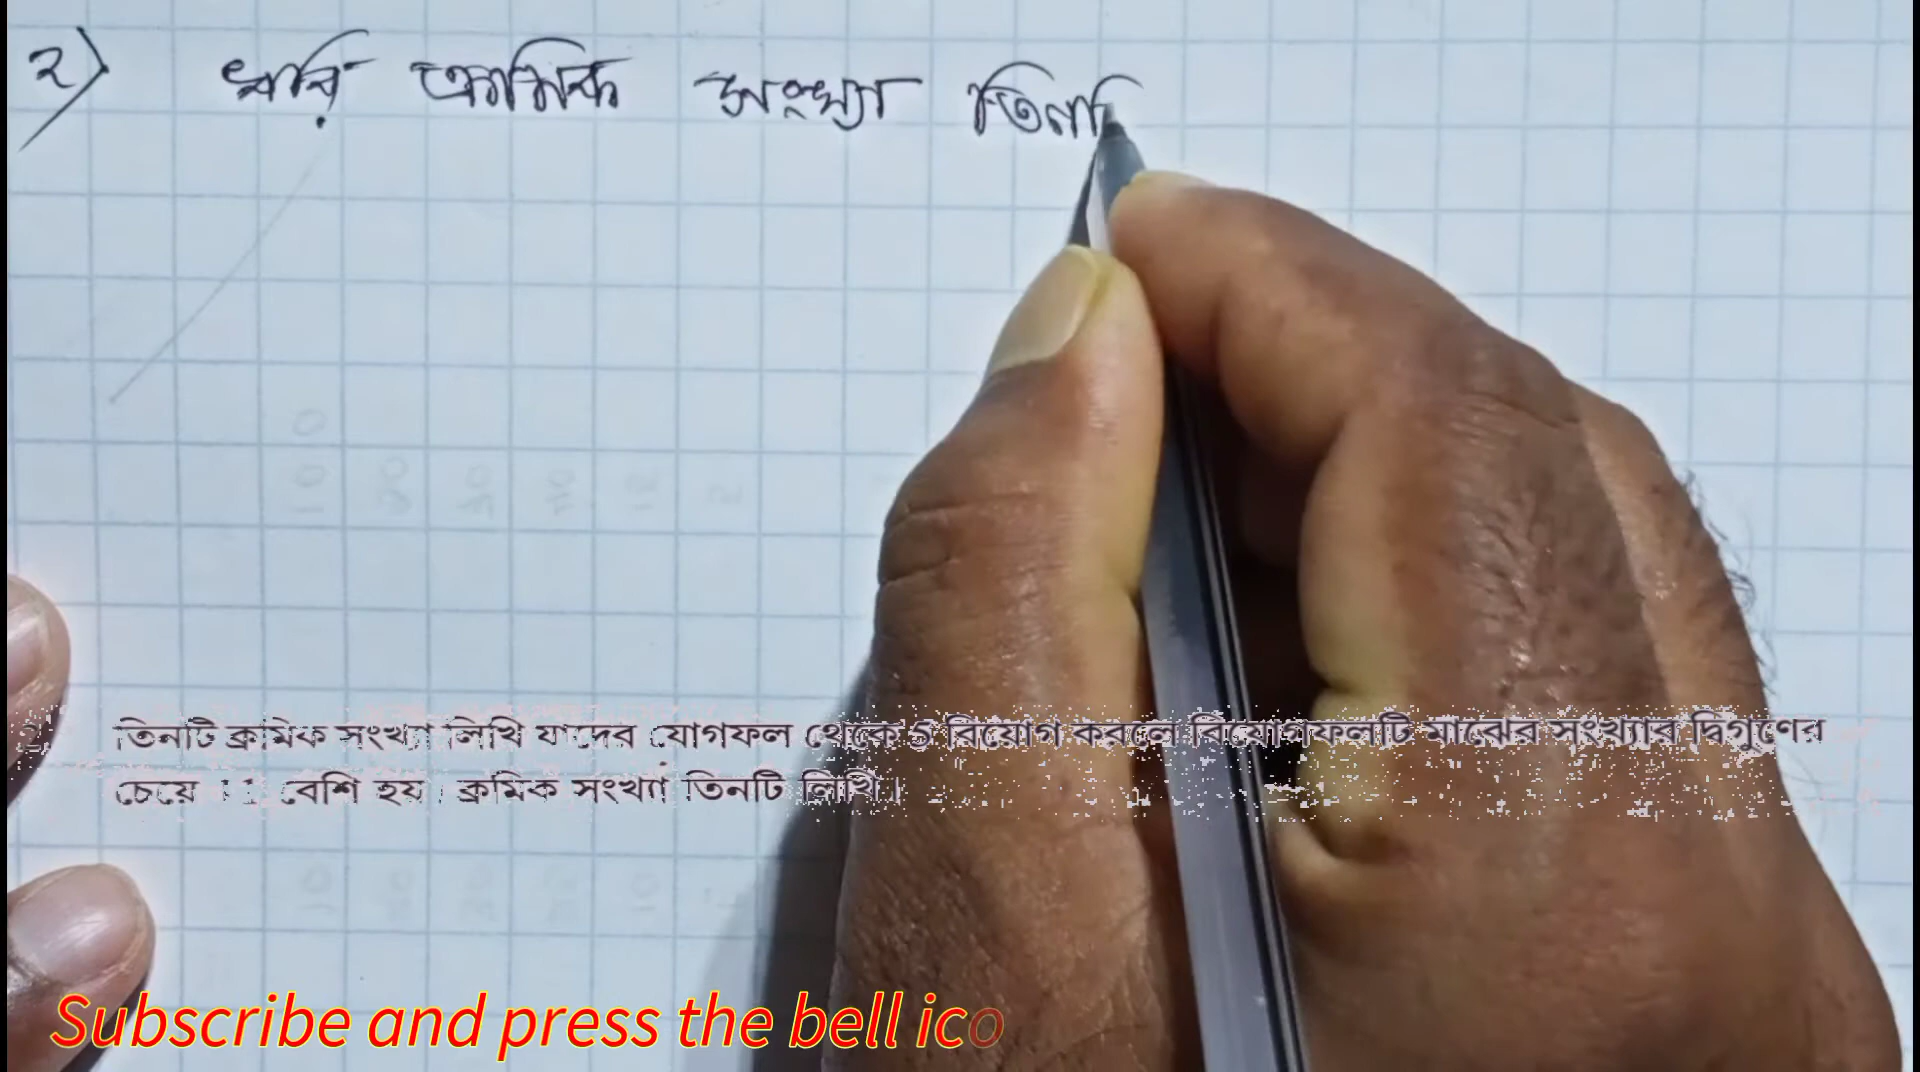 ২) ধরি ক্রমিক সংখ্যা তিনটি
তিনটি ক্রমিক সংখ্যা লিখি যাদের যোগফল থেকে 5 বিয়োগ করলে বিয়োগফলটি মাঝের সংখ্যার দ্বিগুণের
চেয়ে 11 বেশি হয়। ক্রমিক সংখ্যা তিনটি লিখি।
Subscribe and press the bell ico